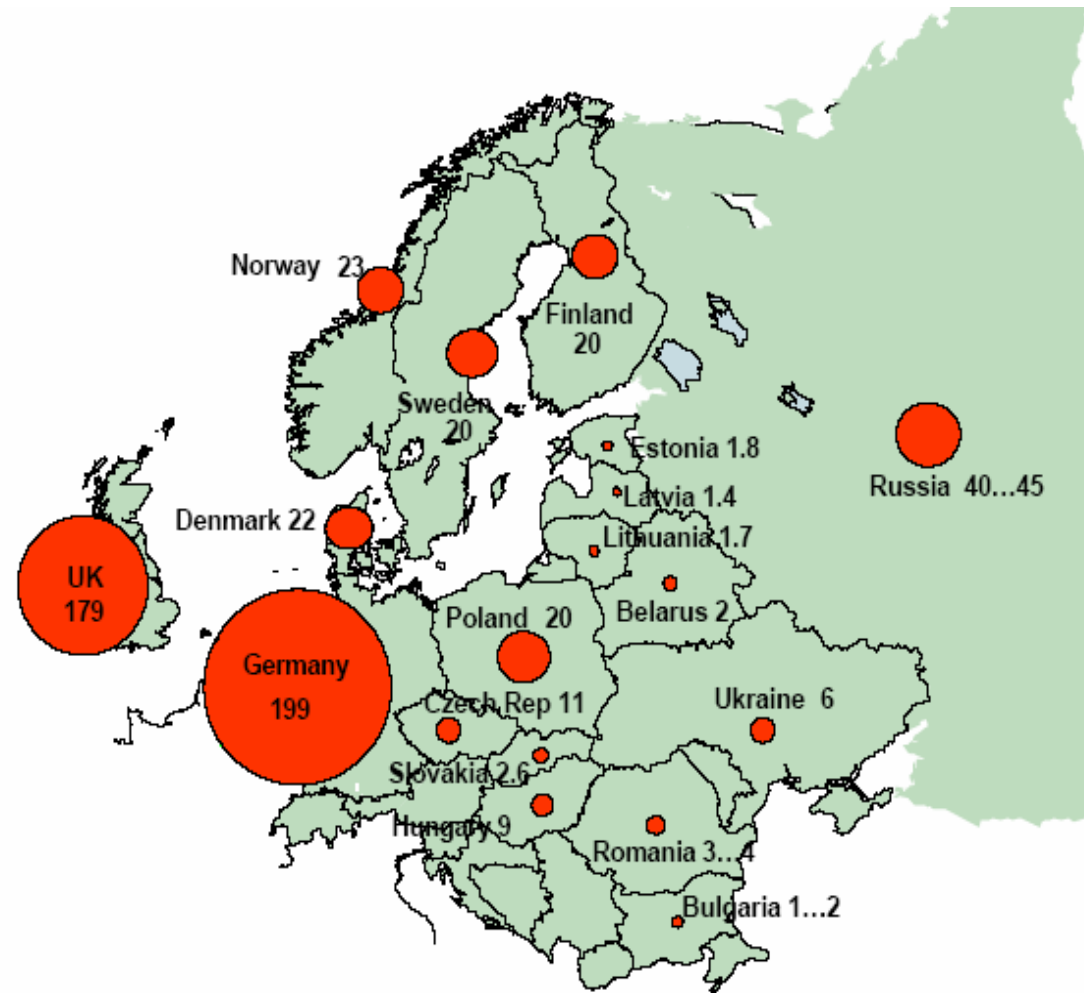 Norway 23
Finland
20
Sweden
20
Estonia 1.8
Russia 40...45
Latvia 1.4
Denmark 22
Lithuania 1.7
UK
179
Belarus 2
Poland 20
Germany
199
Czech Rep 11
Ukraine 6
Slovakia 2.6
Hungary 9
Romania 3...4
Bulgaria 1...2